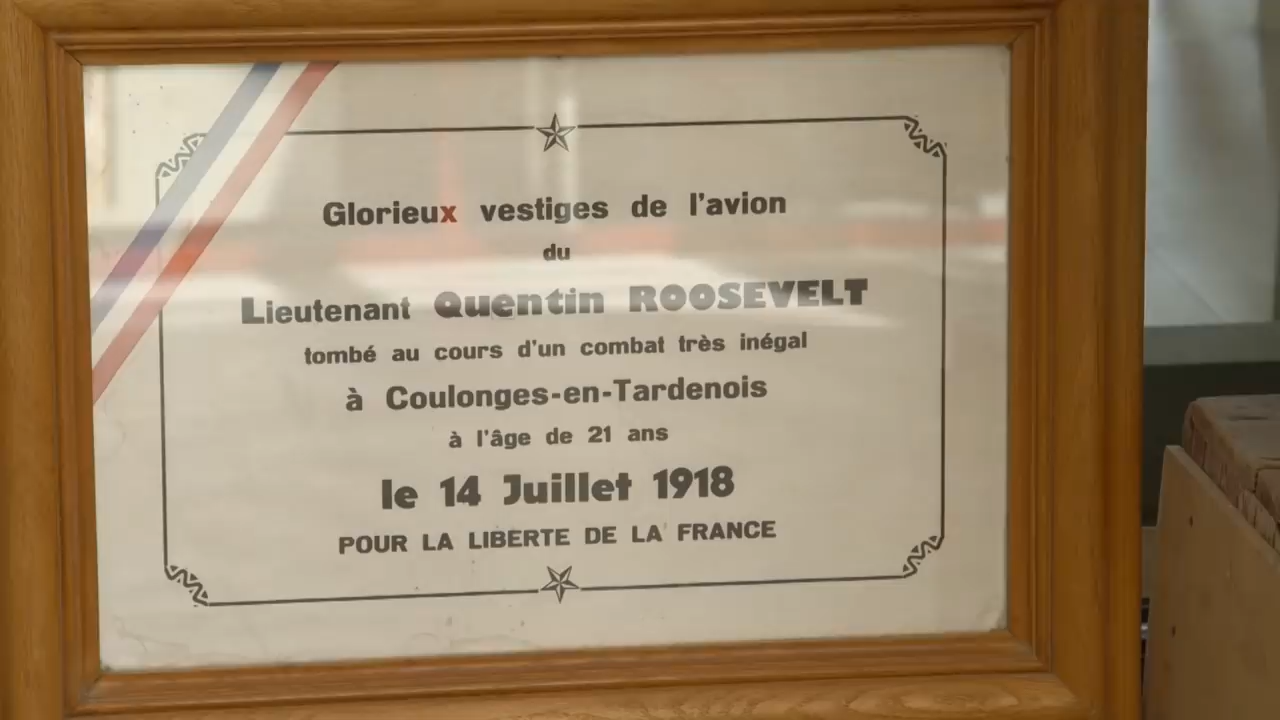 Glorieux vestiges de l'avion
du
Lieutenant Quentin ROOSEVELT
tombé au cours d'un combat très inégal
à Coulonges-en-Tardenois
à l'âge de 21 ans
le 14 Juillet 1918
POUR LA LIBERTE DE LA FRANCE